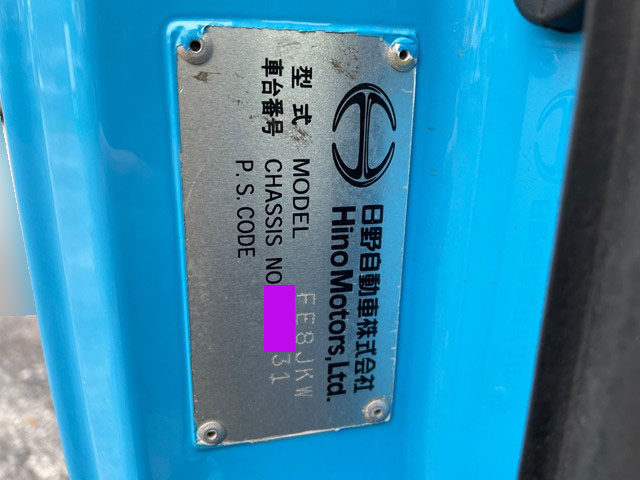 日野自動車株式会社
Hino Motors, Ltd.
型式 MODEL FE8JKW
車台番号 CHASSIS NO 31
P.S.CODE